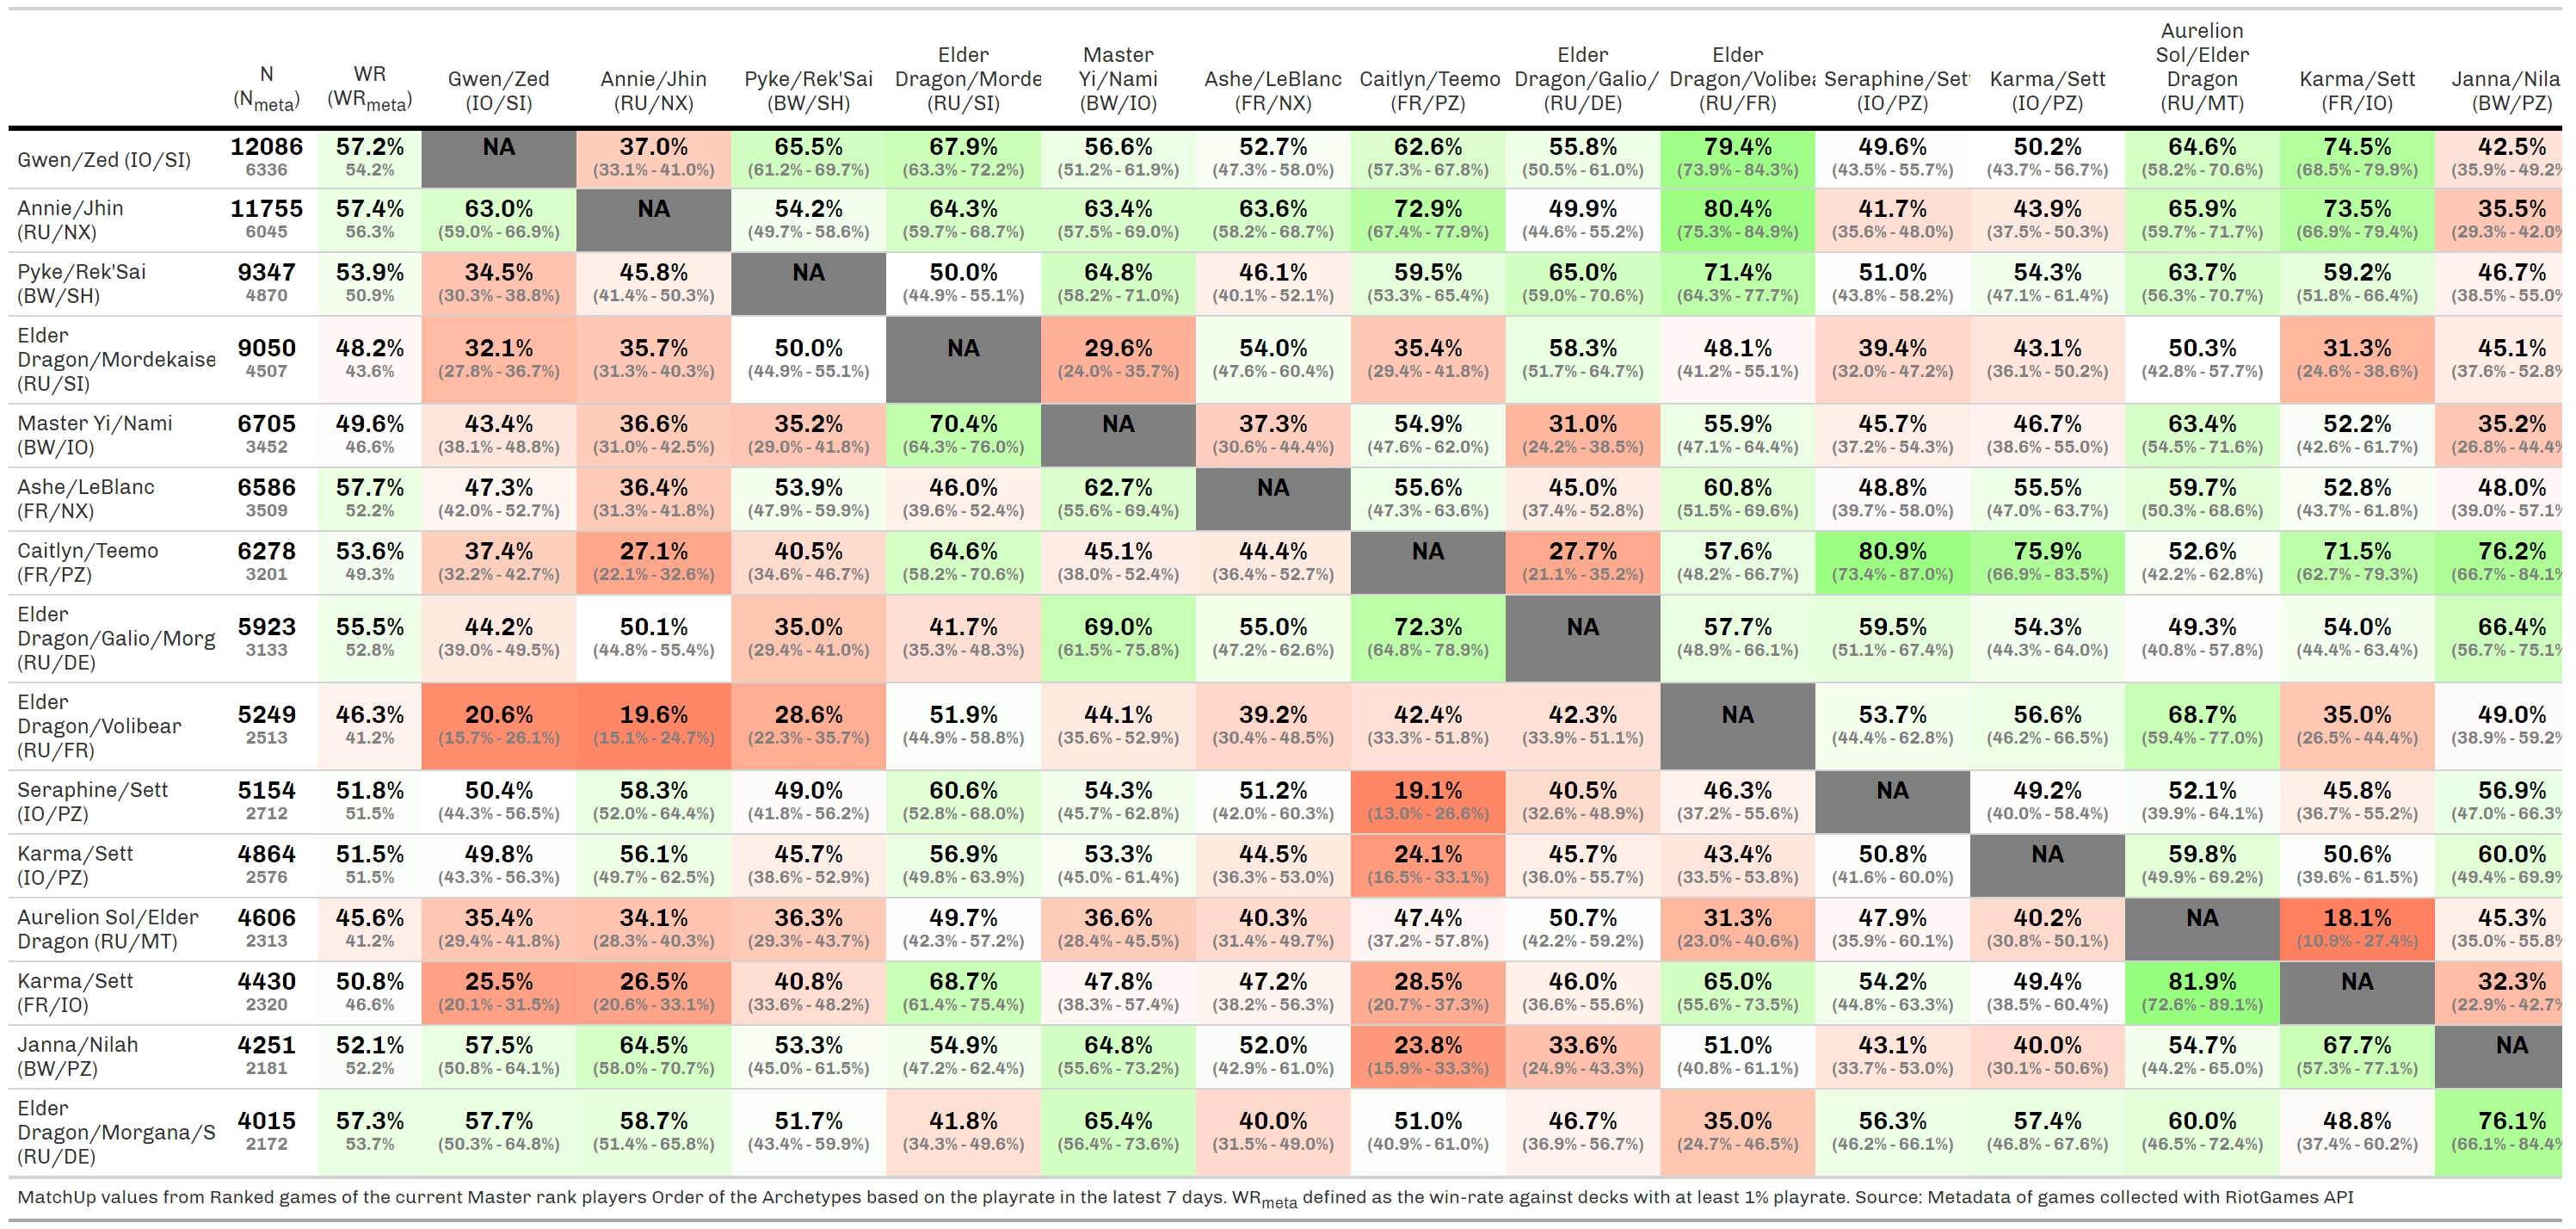 Aurelion
Elder Master Elder Elder Sol/Elder
N WR Gwen/Zed Annie/Jhin Pyke/Rek'Sai Dragon/Morde Yi/Nami Ashe/LeBlanc Caitlyn/Teemo Dragon/Galio/ Dragon/Volibea Seraphine/Sett Karma/Sett Dragon Karma/Sett Janna/Nila
(Nmeta) (WRmeta) (IO/SI) (RU/NX) (BW/SH) (RU/SI) (BW/IO) (FR/NX) (FR/PZ) (RU/DE) (RU/FR) (IO/PZ) (IO/PZ) (RU/MT) (FR/IO) (BW/PZ)
Gwen/Zed (IO/SI) 12086 57.2% NA 37.0% 65.5% 67.9% 56.6% 52.7% 62.6% 55.8% 79.4% 49.6% 50.2% 64.6% 74.5% 42.5%
6336 54.2% (33.1% - 41.0%) (61.2% - 69.7%) (63.3% - 72.2%) (51.2% - 61.9%) (47.3% - 58.0%) (57.3% - 67.8%) (50.5% - 61.0%) (73.9% - 84.3%) (43.5% - 55.7%) (43.7% - 56.7%) (58.2% - 70.6%) (68.5% - 79.9%) (35.9% - 49.2%
Annie/Jhin 11755 57.4% 63.0% NA 54.2% 64.3% 63.4% 63.6% 72.9% 49.9% 80.4% 41.7% 43.9% 65.9% 73.5% 35.5%
(RU/NX) 6045 56.3% (59.0% - 66.9%) (49.7% - 58.6%) (59.7% - 68.7%) (57.5% - 69.0%) (58.2% - 68.7%) (67.4% - 77.9%) (44.6% - 55.2%) (75.3% - 84.9%) (35.6% - 48.0%) (37.5% - 50.3%) (59.7% - 71.7%) (66.9% - 79.4%) (29.3% - 42.0%
Pyke/Rek'Sai 9347 53.9% 34.5% 45.8% NA 50.0% 64.8% 46.1% 59.5% 65.0% 71.4% 51.0% 54.3% 63.7% 59.2% 46.7%
(BW/SH) 4870 50.9% (30.3% - 38.8%) (41.4% - 50.3%) (44.9% - 55.1%) (58.2% - 71.0%) (40.1% - 52.1%) (53.3% - 65.4%) (59.0% - 70.6%) (64.3% - 77.7%) (43.8% - 58.2%) (47.1% - 61.4%) (56.3% - 70.7%) (51.8% - 66.4%) (38.5% - 55.0%
Elder
Dragon/Mordekaise 9050 48.2% 32.1% 35.7% 50.0% NA 29.6% 54.0% 35.4% 58.3% 48.1% 39.4% 43.1% 50.3% 31.3% 45.1%
(RU/SI) 4507 43.6% (27.8% - 36.7%) (31.3% - 40.3%) (44.9% - 55.1%) (24.0% - 35.7%) (47.6% - 60.4%) (29.4% - 41.8%) (51.7% - 64.7%) (41.2% - 55.1%) (32.0% - 47.2%) (36.1% - 50.2%) (42.8% - 57.7%) (24.6% - 38.6%) (37.6% - 52.8%
Master Yi/Nami 6705 49.6% 43.4% 36.6% 35.2% 70.4% NA 37.3% 54.9% 31.0% 55.9% 45.7% 46.7% 63.4% 52.2% 35.2%
(BW/IO) 3452 46.6% (38.1% - 48.8%) (31.0% - 42.5%) (29.0% - 41.8%) (64.3% - 76.0%) (30.6% - 44.4%) (47.6% - 62.0%) (24.2% - 38.5%) (47.1% - 64.4%) (37.2% - 54.3%) (38.6% - 55.0%) (54.5% - 71.6%) (42.6% - 61.7%) (26.8% - 44.4%
Ashe/LeBlanc 6586 57.7% 47.3% 36.4% 53.9% 46.0% 62.7% NA 55.6% 45.0% 60.8% 48.8% 55.5% 59.7% 52.8% 48.0%
(FR/NX) 3509 52.2% (42.0% - 52.7%) (31.3% - 41.8%) (47.9% - 59.9%) (39.6% - 52.4%) (55.6% - 69.4%) (47.3% - 63.6%) (37.4% - 52.8%) (51.5% - 69.6%) (39.7% - 58.0%) (47.0% - 63.7%) (50.3% - 68.6%) (43.7% - 61.8%) (39.0% - 57.1%
Caitlyn/Teemo 6278 53.6% 37.4% 27.1% 40.5% 64.6% 45.1% 44.4% NA 27.7% 57.6% 80.9% 75.9% 52.6% 71.5% 76.2%
(FR/PZ) 3201 49.3% (32.2% - 42.7%) (22.1% - 32.6%) (34.6% - 46.7%) (58.2% - 70.6%) (38.0% - 52.4%) (36.4% - 52.7%) (21.1% - 35.2%) (48.2% - 66.7%) (73.4% - 87.0%) (66.9% - 83.5%) (42.2% - 62.8%) (62.7% - 79.3%) (66.7% - 84.1%
Elder
Dragon/Galio/Morg 5923 55.5% 44.2% 50.1% 35.0% 41.7% 69.0% 55.0% 72.3% NA 57.7% 59.5% 54.3% 49.3% 54.0% 66.4%
(RU/DE) 3133 52.8% (39.0% - 49.5%) (44.8% - 55.4%) (29.4% - 41.0%) (35.3% - 48.3%) (61.5% - 75.8%) (47.2% - 62.6%) (64.8% - 78.9%) (48.9% - 66.1%) (51.1% - 67.4%) (44.3% - 64.0%) (40.8% - 57.8%) (44.4% - 63.4%) (56.7% - 75.1%
Elder
Dragon/Volibear 5249 46.3% 20.6% 19.6% 28.6% 51.9% 44.1% 39.2% 42.4% 42.3% NA 53.7% 56.6% 68.7% 35.0% 49.0%
(RU/FR) 2513 41.2% (15.7% - 26.1%) (15.1% - 24.7%) (22.3% - 35.7%) (44.9% - 58.8%) (35.6% - 52.9%) (30.4% - 48.5%) (33.3% - 51.8%) (33.9% - 51.1%) (44.4% - 62.8%) (46.2% - 66.5%) (59.4% - 77.0%) (26.5% - 44.4%) (38.9% - 59.2%
Seraphine/Sett 5154 51.8% 50.4% 58.3% 49.0% 60.6% 54.3% 51.2% 19.1% 40.5% 46.3% NA 49.2% 52.1% 45.8% 56.9%
(IO/PZ) 2712 51.5% (44.3% - 56.5%) (52.0% - 64.4%) (41.8% - 56.2%) (52.8% - 68.0%) (45.7% - 62.8%) (42.0% - 60.3%) (13.0% - 26.6%) (32.6% - 48.9%) (37.2% - 55.6%) (40.0% - 58.4%) (39.9% - 64.1%) (36.7% - 55.2%) (47.0% - 66.3%
Karma/Sett 4864 51.5% 49.8% 56.1% 45.7% 56.9% 53.3% 44.5% 24.1% 45.7% 43.4% 50.8% NA 59.8% 50.6% 60.0%
(IO/PZ) 2576 51.5% (43.3% - 56.3%) (49.7% - 62.5%) (38.6% - 52.9%) (49.8% - 63.9%) (45.0% - 61.4%) (36.3% - 53.0%) (16.5% - 33.1%) (36.0% - 55.7%) (33.5% - 53.8%) (41.6% - 60.0%) (49.9% - 69.2%) (39.6% - 61.5%) (49.4% - 69.9%
Aurelion Sol/Elder 4606 45.6% 35.4% 34.1% 36.3% 49.7% 36.6% 40.3% 47.4% 50.7% 31.3% 47.9% 40.2% NA 18.1% 45.3%
Dragon (RU/MT) 2313 41.2% (29.4% - 41.8%) (28.3% - 40.3%) (29.3% - 43.7%) (42.3% - 57.2%) (28.4% - 45.5%) (31.4% - 49.7%) (37.2% - 57.8%) (42.2% - 59.2%) (23.0% - 40.6%) (35.9% - 60.1%) (30.8% - 50.1%) (10.9% - 27.4%) (35.0% - 55.8%
Karma/Sett 4430 50.8% 25.5% 26.5% 40.8% 68.7% 47.8% 47.2% 28.5% 46.0% 65.0% 54.2% 49.4% 81.9% NA 32.3%
(FR/IO) 2320 46.6% (20.1% - 31.5%) (20.6% - 33.1%) (33.6% - 48.2%) (61.4% - 75.4%) (38.3% - 57.4%) (38.2% - 56.3%) (20.7% - 37.3%) (36.6% - 55.6%) (55.6% - 73.5%) (44.8% - 63.3%) (38.5% - 60.4%) (72.6% - 89.1%) (22.9% - 42.7%
Janna/Nilah 4251 52.1% 57.5% 64.5% 53.3% 54.9% 64.8% 52.0% 23.8% 33.6% 51.0% 43.1% 40.0% 54.7% 67.7% NA
(BW/PZ) 2181 52.2% (50.8% - 64.1%) (58.0% - 70.7%) (45.0% - 61.5%) (47.2% - 62.4%) (55.6% - 73.2%) (42.9% - 61.0%) (15.9% - 33.3%) (24.9% - 43.3%) (40.8% - 61.1%) (33.7% - 53.0%) (30.1% - 50.6%) (44.2% - 65.0%) (57.3% - 77.1%)
Elder
Dragon/Morgana/S 4015 57.3% 57.7% 58.7% 51.7% 41.8% 65.4% 40.0% 51.0% 46.7% 35.0% 56.3% 57.4% 60.0% 48.8% 76.1%
(RU/DE) 2172 53.7% (50.3% - 64.8%) (51.4% - 65.8%) (43.4% - 59.9%) (34.3% - 49.6%) (56.4% - 73.6%) (31.5% - 49.0%) (40.9% - 61.0%) (36.9% - 56.7%) (24.7% - 46.5%) (46.2% - 66.1%) (46.8% - 67.6%) (46.5% - 72.4%) (37.4% - 60.2%) (66.1% - 84.4%
MatchUp values from Ranked games of the current Master rank players Order of the Archetypes based on the playrate in the latest 7 days. WRmeta defined as the win-rate against decks with at least 1% playrate. Source: Metadata of games collected with RiotGames API